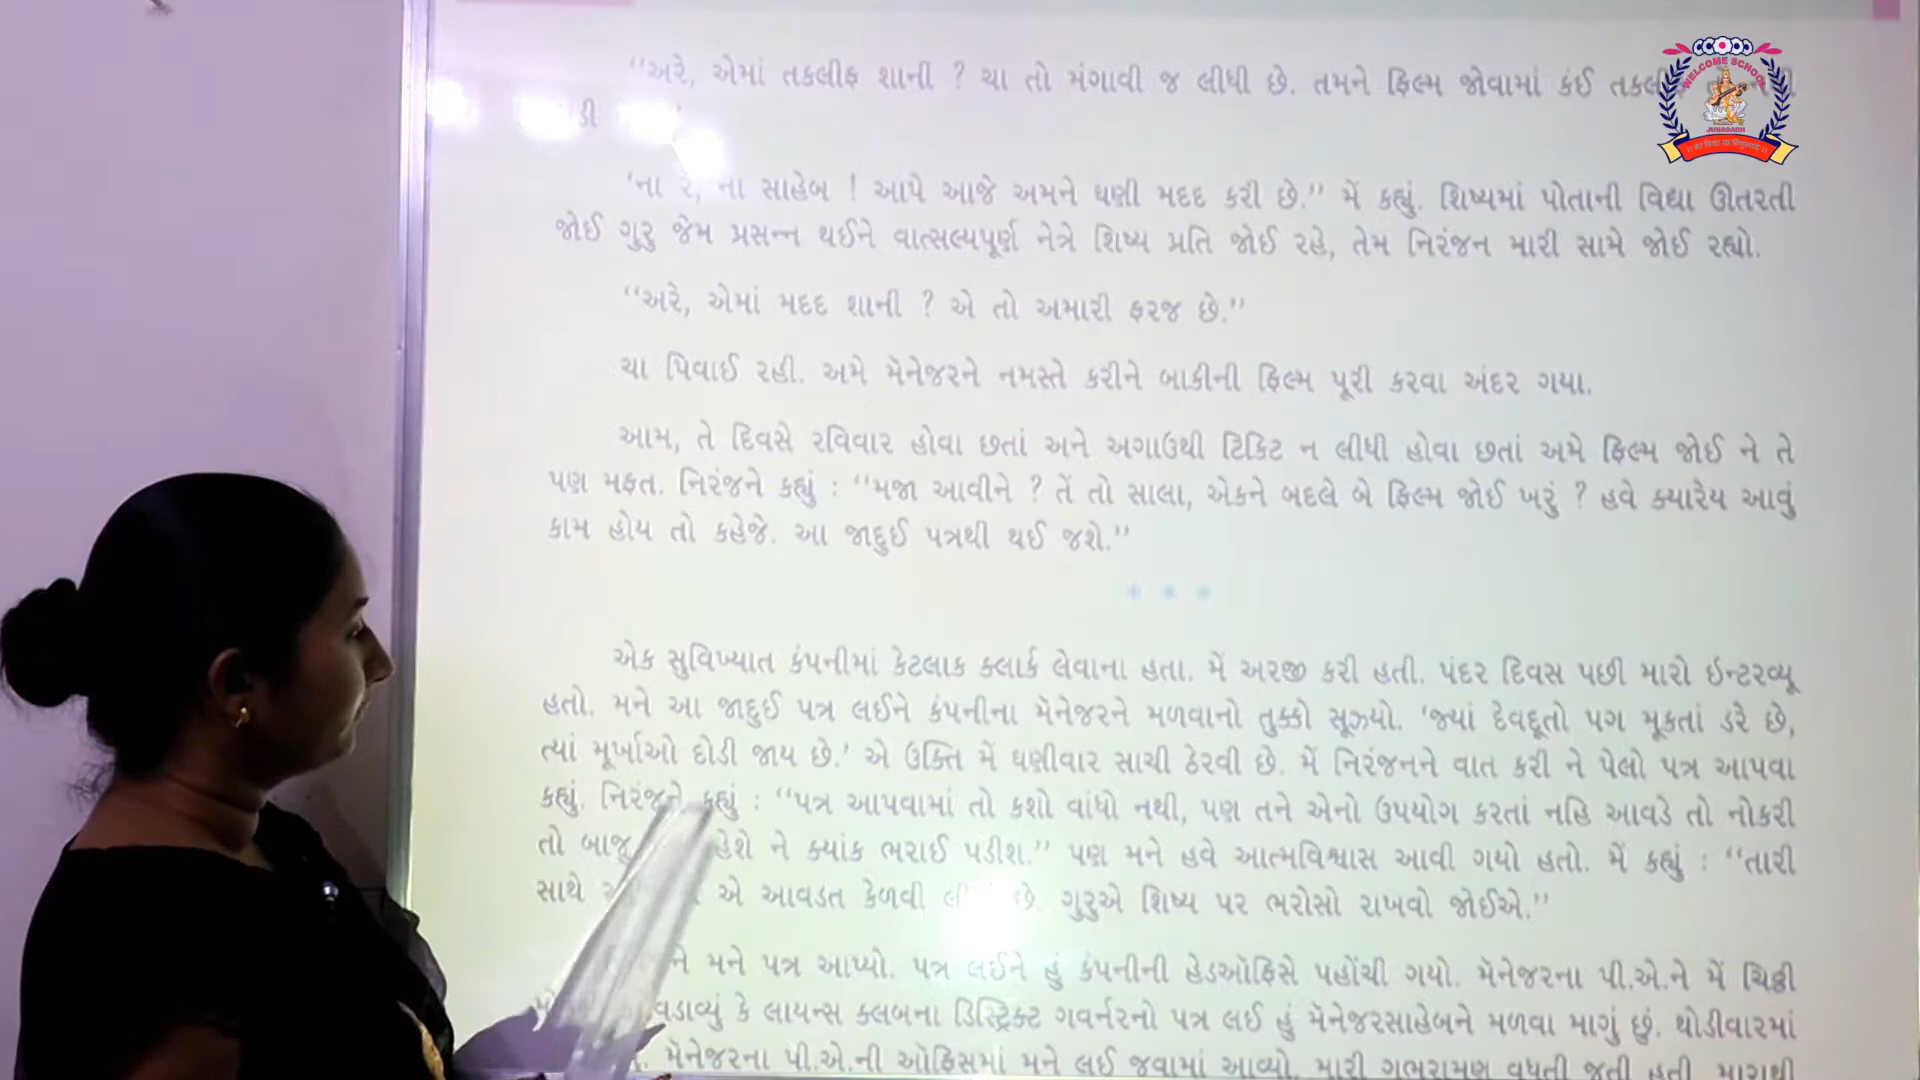 WELCOME SCHOOL
JUNAGADH
“અરે, એમાં તકલીફ શાની ? ચા તો મંગાવી જ લીધી છે. તમને ફિલ્મ જોવામાં કંઈ
‘ના રે, ના સાહેબ ! આપે આજે અમને ઘણી મદદ કરી છે.” મેં કહ્યું. શિષ્યમાં પોતાની વિદ્યા ઊતરતી
જોઈ ગુરુ જેમ પ્રસન્ન થઈને વાત્સલ્યપૂર્ણ નેત્રે શિષ્ય પ્રતિ જોઈ રહે, તેમ નિરંજન મારી સામે જોઈ રહ્યો.
“અરે, એમાં મદદ શાની ? એ તો અમારી ફરજ છે.”
ચા પિવાઈ રહી. અમે મૅનેજરને નમસ્તે કરીને બાકીની ફિલ્મ પૂરી કરવા અંદર ગયા.
આમ, તે દિવસે રવિવાર હોવા છતાં અને અગાઉથી ટિકિટ ન લીધી હોવા છતાં અમે ફિલ્મ જોઈ ને તે
પણ મફત. નિરંજને કહ્યું : “મજા આવીને ? તેં તો સાલા, એકને બદલે બે ફિલ્મ જોઈ ખરું ? હવે ક્યારેય આવું
કામ હોય તો કહેજે. આ જાદુઈ પત્રથી થઈ જશે.”
* * *
એક સુવિખ્યાત કંપનીમાં કેટલાક ક્લાર્ક લેવાના હતા. મેં અરજી કરી હતી. પંદર દિવસ પછી મારો ઇન્ટરવ્યૂ
હતો. મને આ જાદુઈ પત્ર લઈને કંપનીના મૅનેજરને મળવાનો તુક્કો સૂઝ્યો. ‘જ્યાં દેવદૂતો પગ મૂકતાં ડરે છે,
ત્યાં મૂર્ખાઓ દોડી જાય છે.’ એ ઉક્તિ મેં ઘણીવાર સાચી ઠેરવી છે. મેં નિરંજનને વાત કરી ને પેલો પત્ર આપવા
કહ્યું. નિરંજને કહ્યું : “પત્ર આપવામાં તો કશો વાંધો નથી, પણ તને એનો ઉપયોગ કરતાં નહિ આવડે તો નોકરી
તો બાજુ ને ક્યાંક ભરાઈ પડીશ.” પણ મને હવે આત્મવિશ્વાસ આવી ગયો હતો. મેં કહ્યું : “તારી
સાથે એ આવડત કેળવી છે. ગુરુએ શિષ્ય પર ભરોસો રાખવો જોઈએ.”
મને પત્ર આપ્યો. પત્ર લઈને હું કંપનીની હેડઑફિસે પહોંચી ગયો. મૅનેજરના પી.એ.ને મેં ચિઠ્ઠી
કે લાયન્સ ક્લબના ડિસ્ટ્રિક્ટ ગવર્નરનો પત્ર લઈ હું મૅનેજરસાહેબને મળવા માગું છું. થોડીવારમાં
મૅનેજરના પી.એ.ની ઑફિસમાં મને લઈ જવામાં આવ્યો. મારી ગભરામણ વધતી જતી હતી. મારાથી